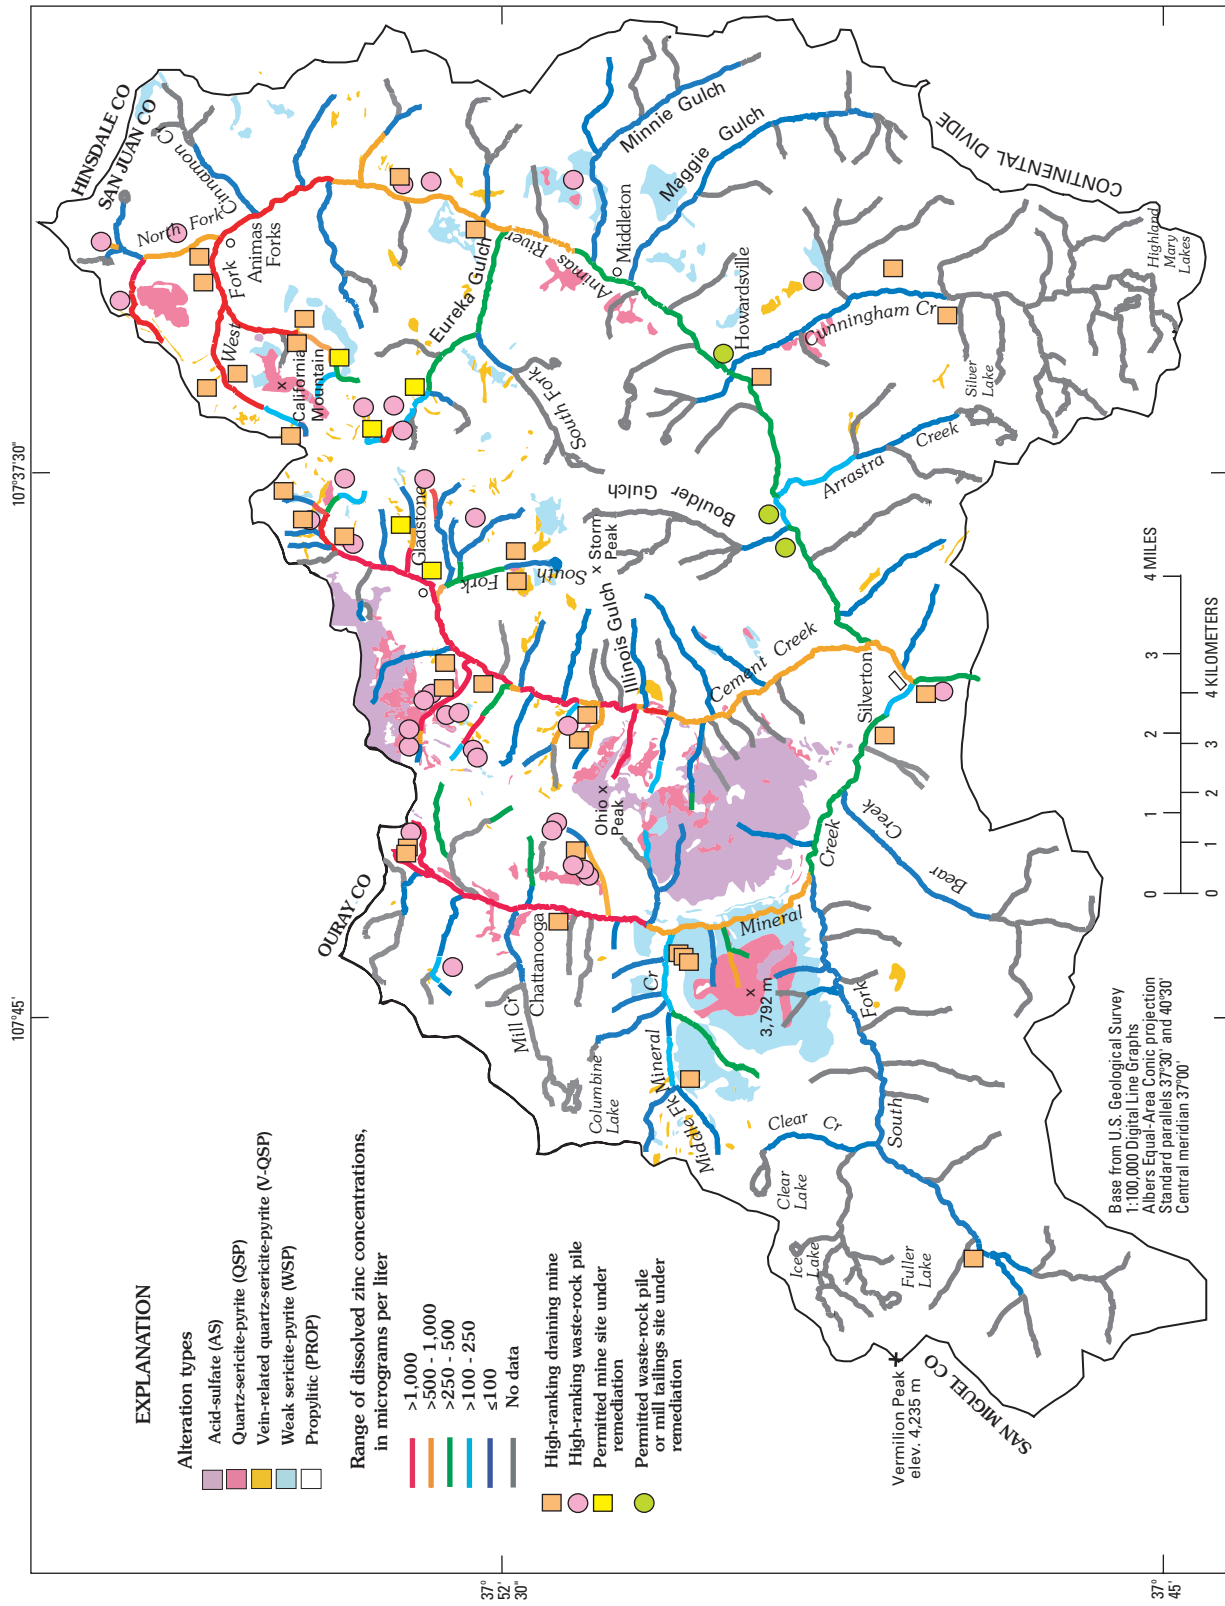 EXPLANATION
Alteration types
Acid-sulfate (AS)
Quartz-sericite-pyrite (QSP)
Vein-related quartz-sericite-pyrite (V-QSP)
Weak sericite-pyrite (WSP)
Propylitic (PROP)
Range of dissolved zinc concentrations,
in micrograms per liter
>1,000
>500 - 1,000
>250 - 500
>100 - 250
≤100
No data
High-ranking draining mine
High-ranking waste-rock pile
Permitted mine site under
remediation
Permitted waste-rock pile
or mill tailings site under
remediation
107°45'
107°37'30"
37°
52'
30"
37°
45'
OURAY CO
HINSDALE CO
SAN JUAN CO
SAN MIGUEL CO
CONTINENTAL DIVIDE
Cinnamon Cr
North Fork
Animas
Forks
West
Fork
California
Mountain
Eureka Gulch
South Fork
Animas
River
Minnie Gulch
Maggie Gulch
Middleton
Howardsville
Cunningham Cr
Highland
Mary
Lakes
Silver
Lake
Arrastra
Creek
Boulder
Gulch
Storm
Peak
x
Gladstone
South
Fork
Illinois Gulch
Cement Creek
Silverton
Ohio
Peak
x
x
Chattanooga
Mill Cr
Columbine
Lake
Middle Fk
Mineral
Cr
x
3,792 m
Mineral
Creek
Bear
Creek
South
Fork
Clear
Cr
Clear
Lake
Ice
Lake
Fuller
Lake
Vermilion Peak
elev. 4,235 m
Base from U.S. Geological Survey
1:100,000 Digital Line Graphs
Albers Equal-Area Conic projection
Standard parallels 37°30' and 40°30'
Central meridian 37°00'
0
1
2
3
4 MILES
0
1
2
3
4 KILOMETERS